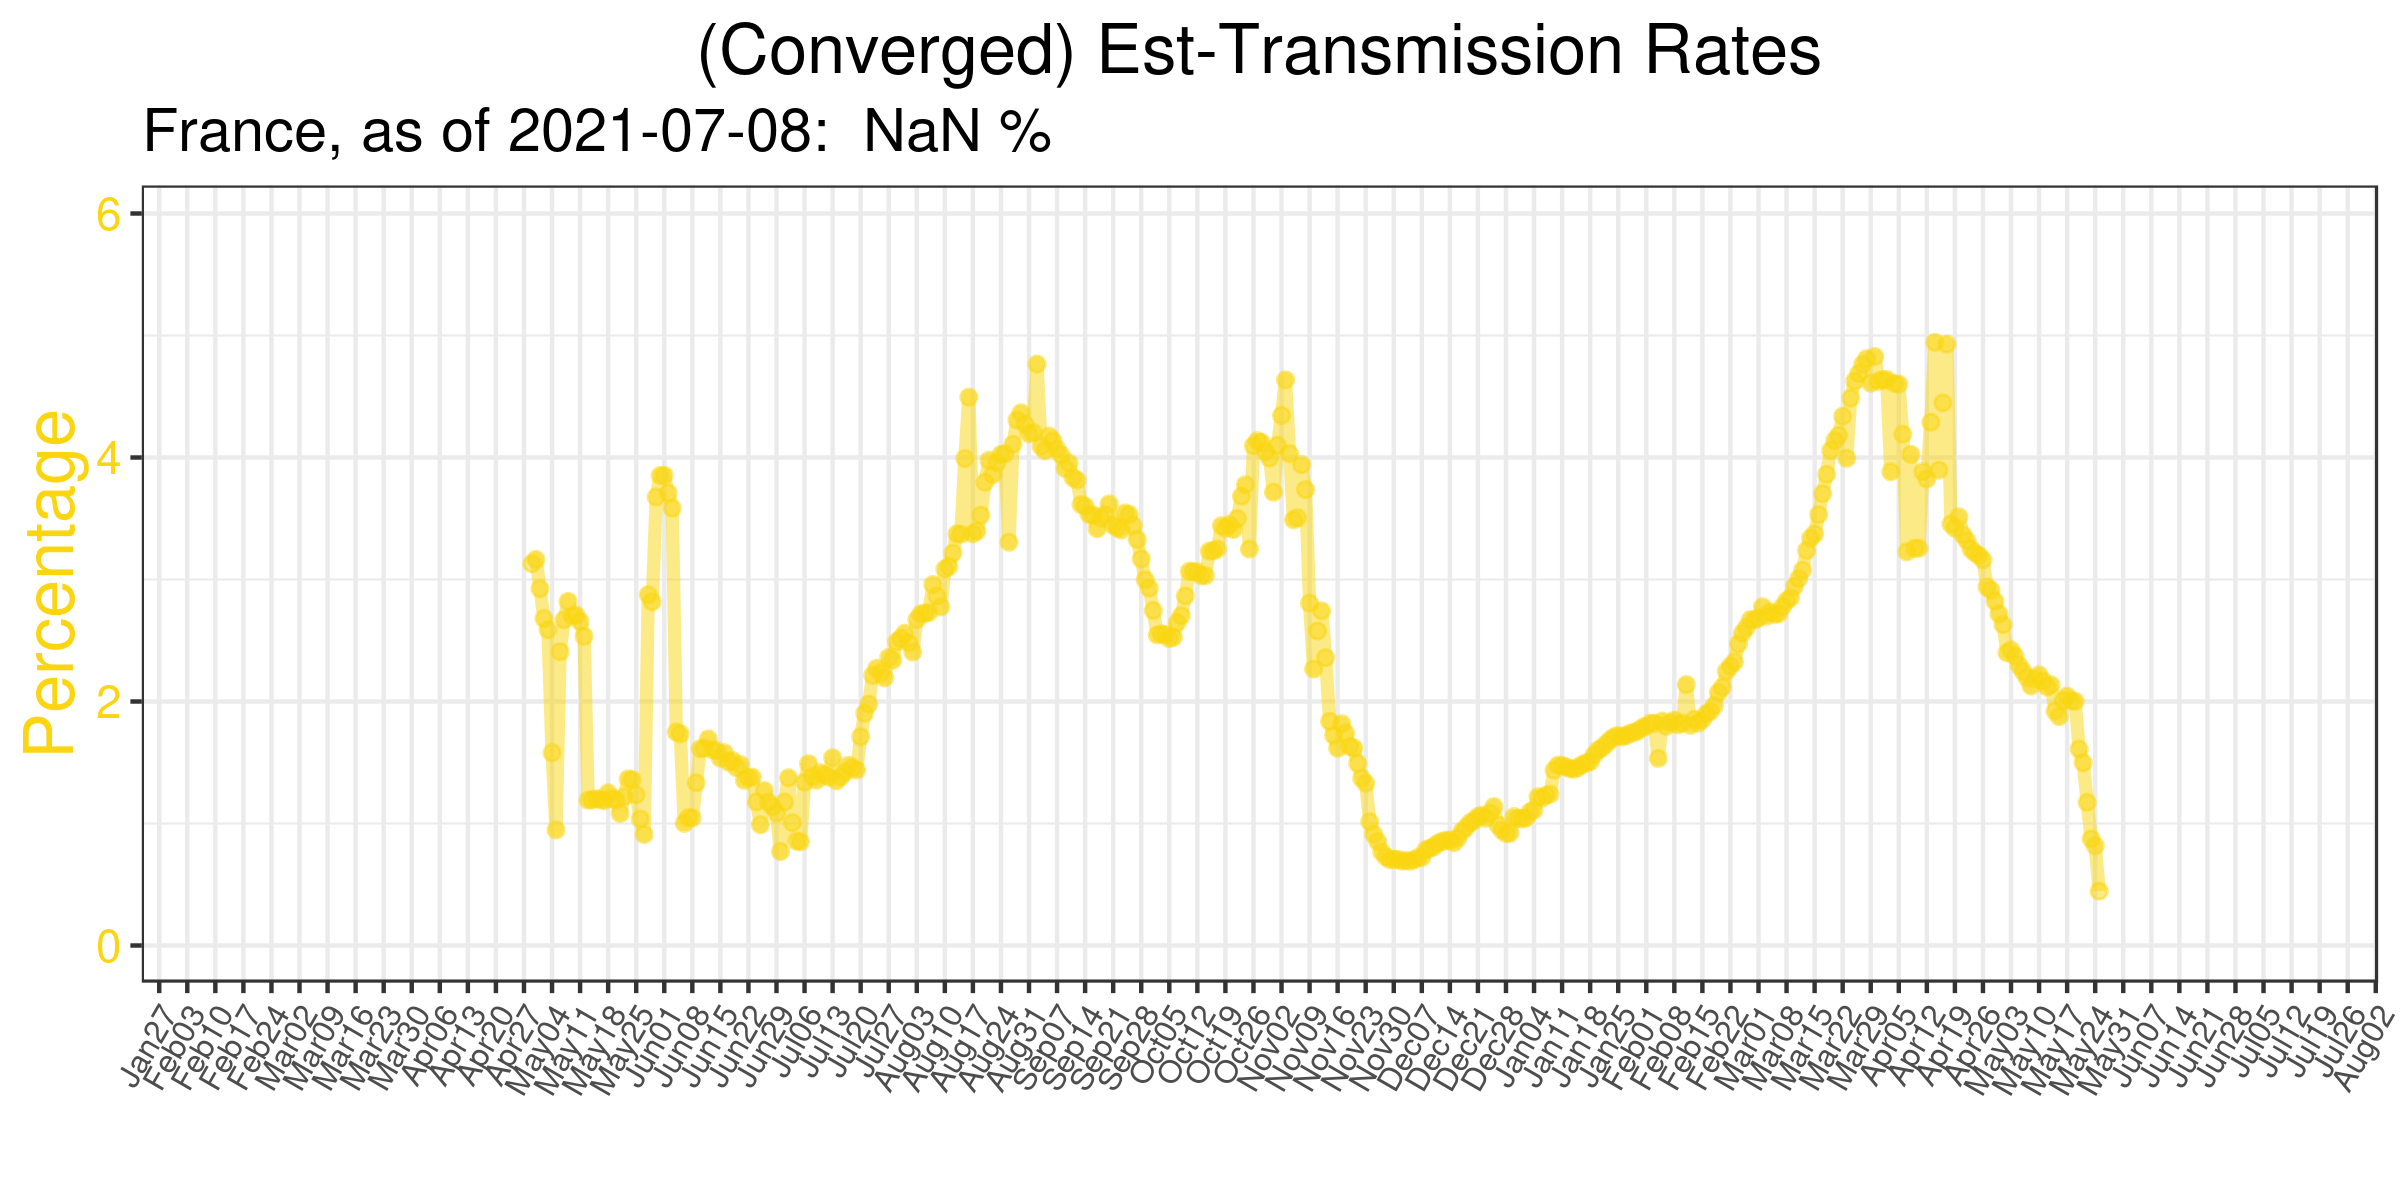 (Converged) Est-Transmission Rates
France, as of 2021-07-08:  NaN %
Percentage
6
4
2
0
Jan27
Feb03
Feb10
Feb17
Feb24
Mar02
Mar09
Mar16
Mar23
Mar30
Apr06
Apr13
Apr20
Apr27
May04
May11
May18
May25
Jun01
Jun08
Jun15
Jun22
Jun29
Jul06
Jul13
Jul20
Jul27
Aug03
Aug10
Aug17
Aug24
Aug31
Sep07
Sep14
Sep21
Sep28
Oct05
Oct12
Oct19
Oct26
Nov02
Nov09
Nov16
Nov23
Nov30
Dec07
Dec14
Dec21
Dec28
Jan04
Jan11
Jan18
Jan25
Feb01
Feb08
Feb15
Feb22
Mar01
Mar08
Mar15
Mar22
Mar29
Apr05
Apr12
Apr19
Apr26
May03
May10
May17
May24
May31
Jun07
Jun14
Jun21
Jun28
Jul05
Jul12
Jul19
Jul26
Aug02